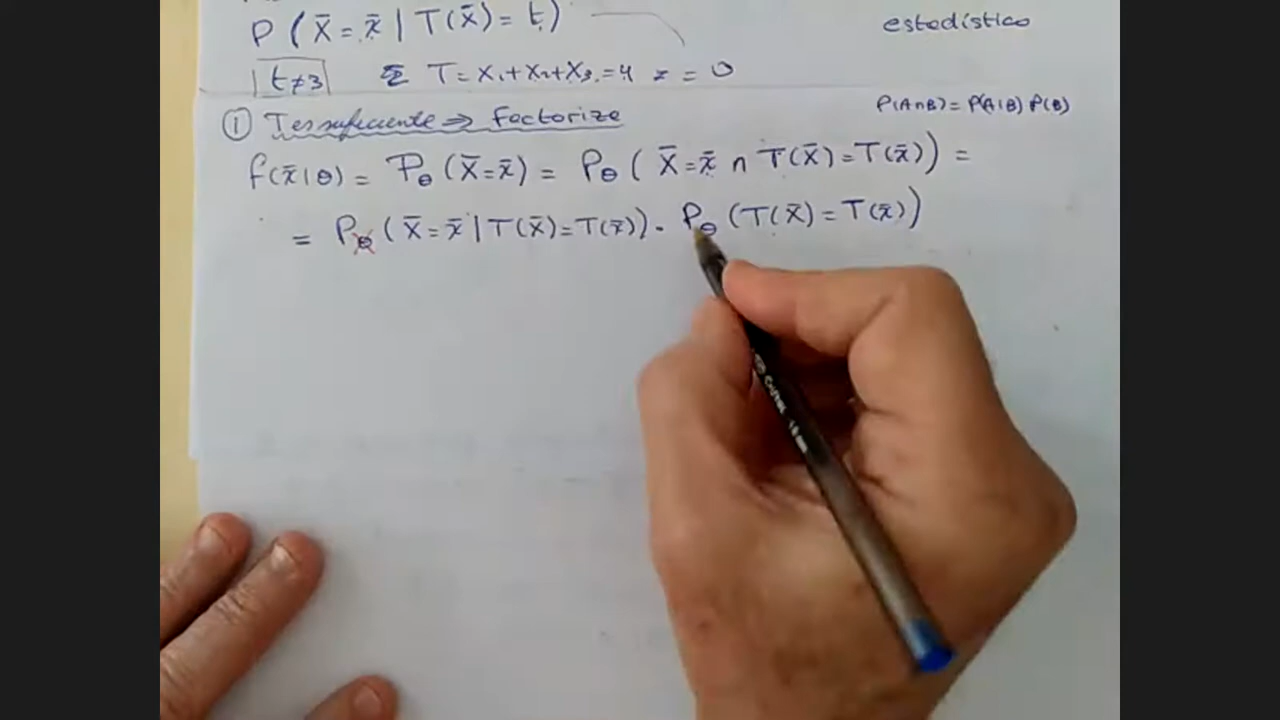 P(X̄=x̄|T(X̄)=t)
estadístico
t≠3 T=X₁+X₂+X₃=4 = 0
P(A∩B)=P(A|B) P(B)
① T es suficiente ⇒ Factorize
f(x̄|θ) = Pθ(X̄=x̄) = Pθ(X̄=x̄ ∩ T(X̄)=T(x̄)) =
= Pθ(X̄=x̄|T(X̄)=T(x̄)) · Pθ(T(X̄)=T(x̄))